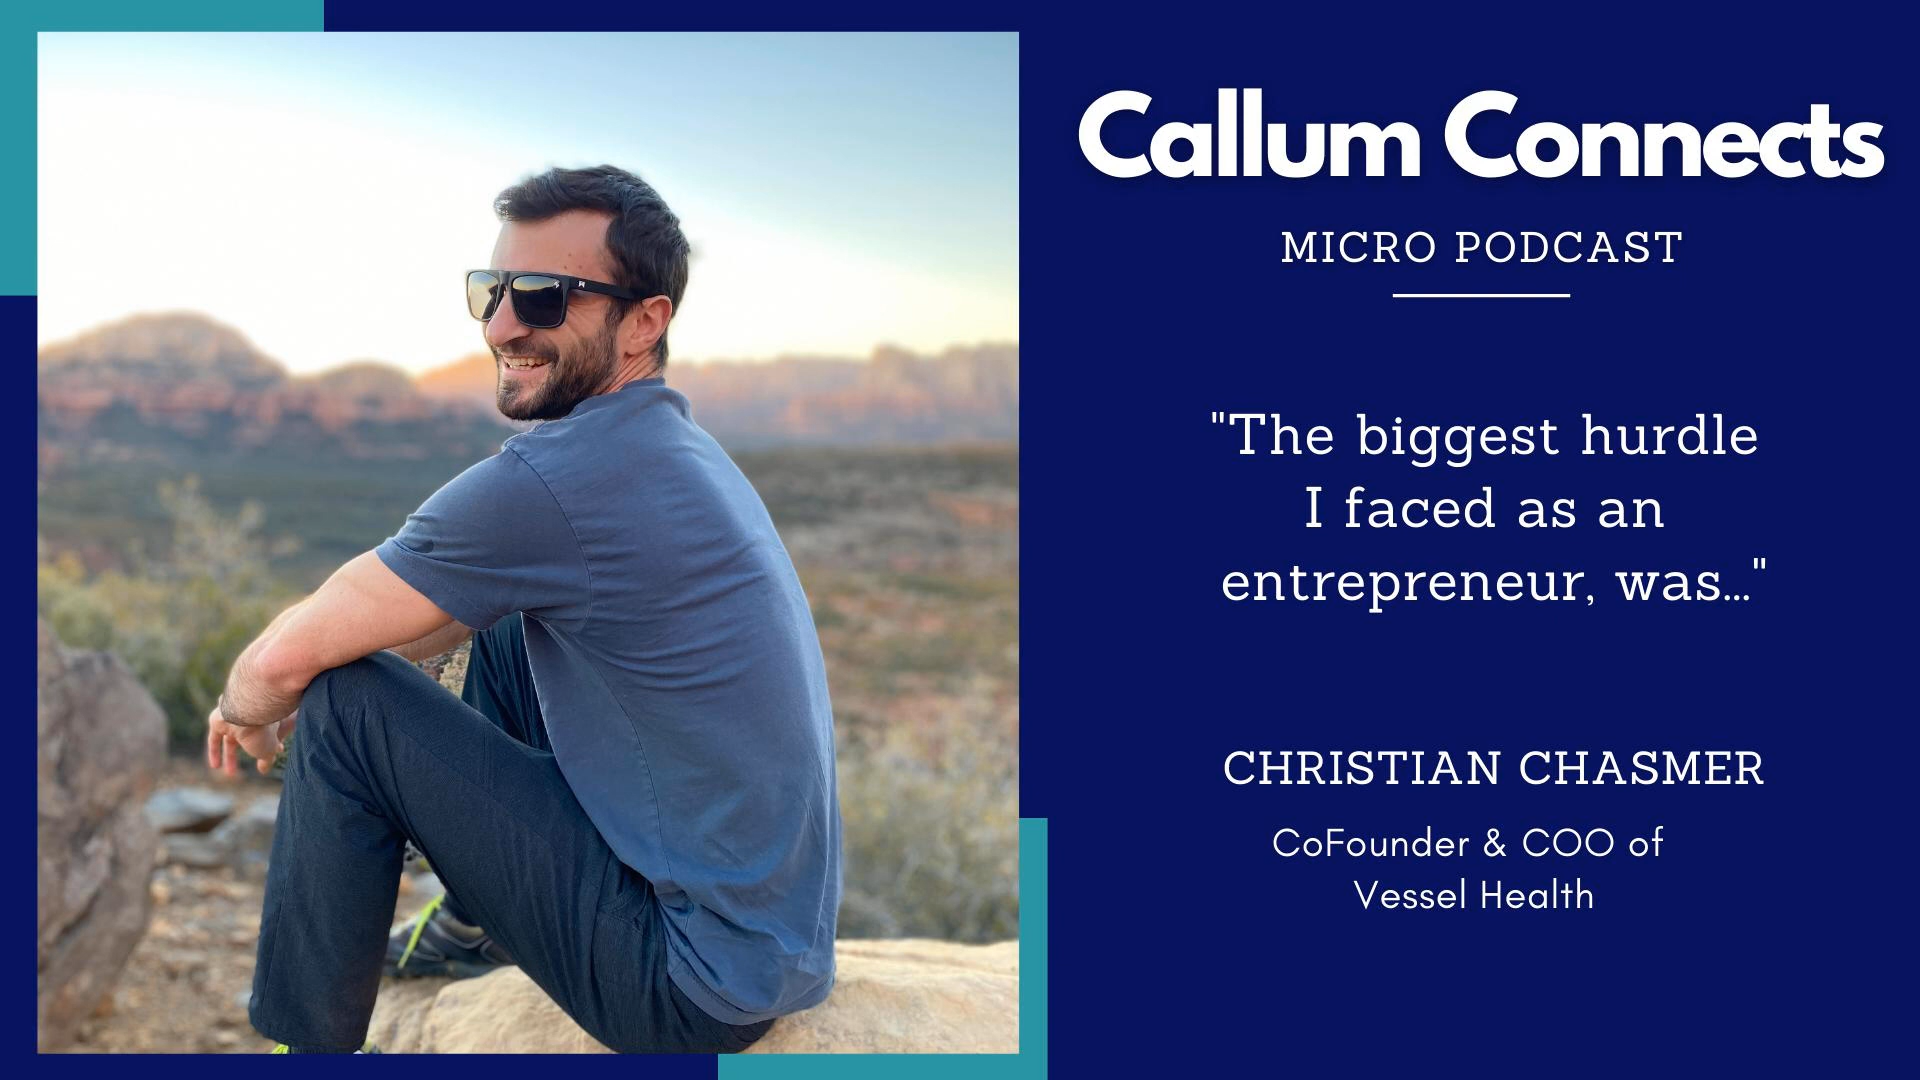 Callum Connects
MICRO PODCAST
"The biggest hurdle
I faced as an
entrepreneur, was..."
CHRISTIAN CHASMER
CoFounder & COO of
Vessel Health